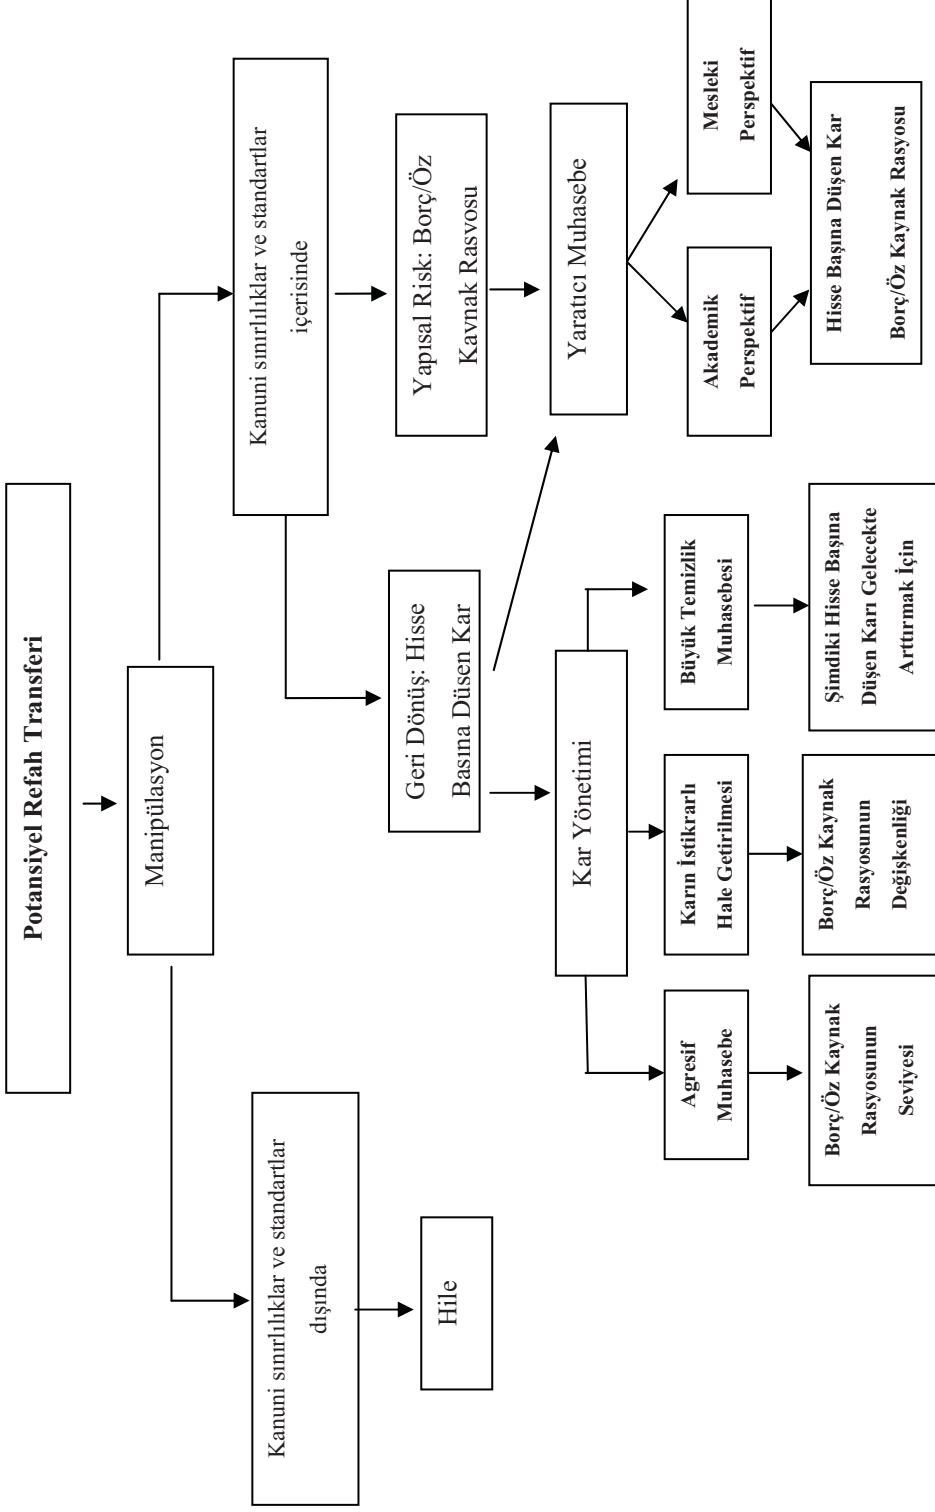 Potansiyel Refah Transferi
Manipülasyon
Kanuni sınırlılıklar ve standartlar
dışında
Hile
Kanuni sınırlılıklar ve standartlar
içerisinde
Geri Dönüş: Hisse
Basına Düsen Kar
Yapısal Risk: Borç/Öz
Kavnak Rasvosu
Kar Yönetimi
Yaratıcı Muhasebe
Agresif
Muhasebe
Karın İstikrarlı
Hale Getirilmesi
Büyük Temizlik
Muhasebesi
Akademik
Perspektif
Mesleki
Perspektif
Borç/Öz Kaynak
Rasyosunun
Seviyesi
Borç/Öz Kaynak
Rasyosunun
Değişkenliği
Şimdiki Hisse Başına
Düşen Karı Gelecekte
Arttırmak İçin
Hisse Başına Düşen Kar
Borç/Öz Kaynak Rasyosu